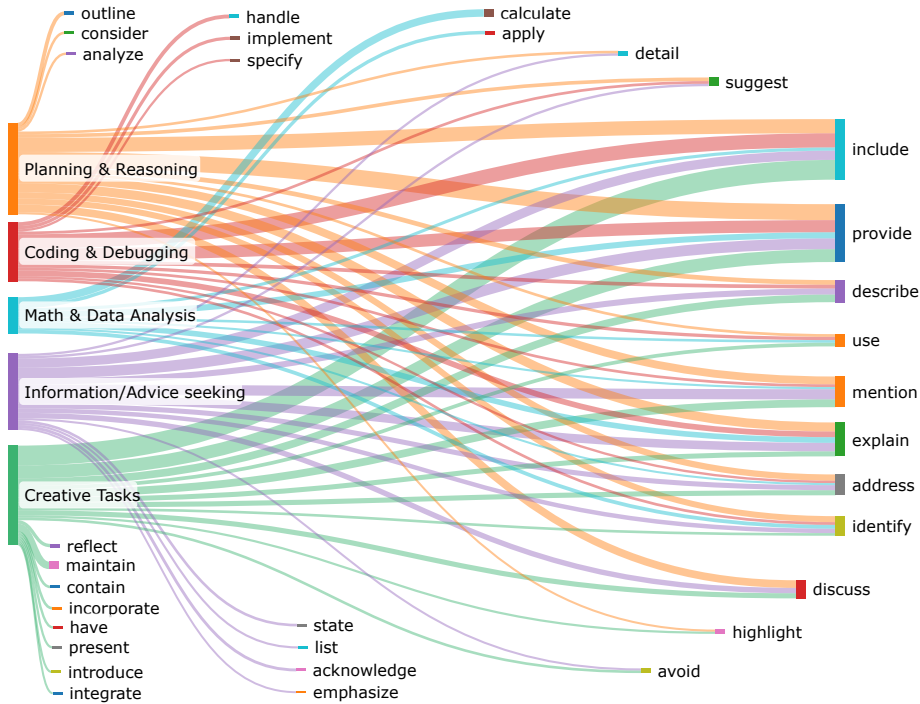 outline
consider
analyze
handle
implement
specify
calculate
apply
detail
suggest
Planning & Reasoning
Coding & Debugging
Math & Data Analysis
Information/Advice seeking
Creative Tasks
include
provide
describe
use
mention
explain
address
identify
discuss
highlight
avoid
reflect
maintain
contain
incorporate
have
present
introduce
integrate
state
list
acknowledge
emphasize